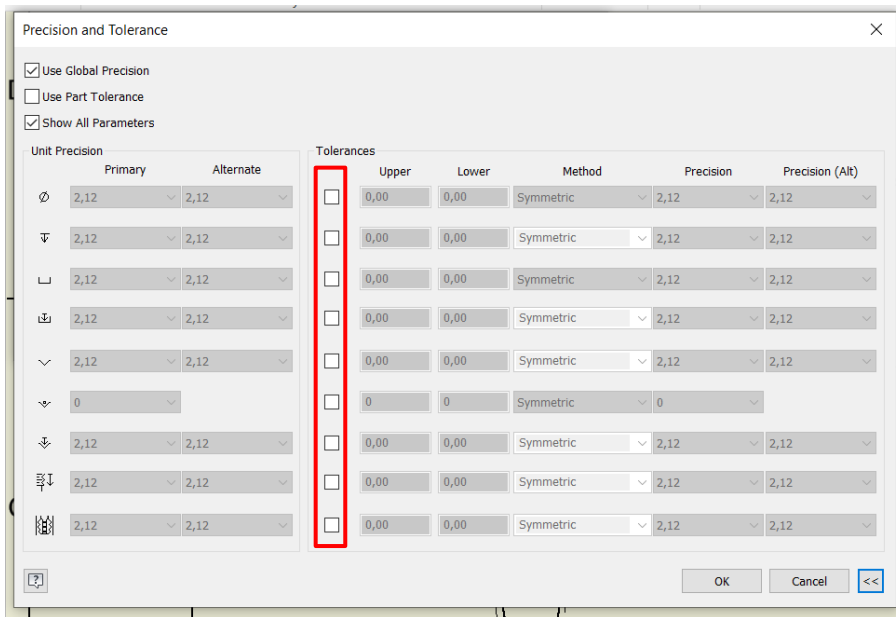 Precision and Tolerance
Use Global Precision
Use Part Tolerance
Show All Parameters
Unit Precision
Tolerances
Primary Alternate Upper Lower Method Precision Precision (Alt)
2,12 2,12 0,00 0,00 Symmetric 2,12 2,12
2,12 2,12 0,00 0,00 Symmetric 2,12 2,12
2,12 2,12 0,00 0,00 Symmetric 2,12 2,12
2,12 2,12 0,00 0,00 Symmetric 2,12 2,12
2,12 2,12 0,00 0,00 Symmetric 2,12 2,12
0 0 0 Symmetric 0
2,12 2,12 0,00 0,00 Symmetric 2,12 2,12
2,12 2,12 0,00 0,00 Symmetric 2,12 2,12
2,12 2,12 0,00 0,00 Symmetric 2,12 2,12
? OK Cancel <<